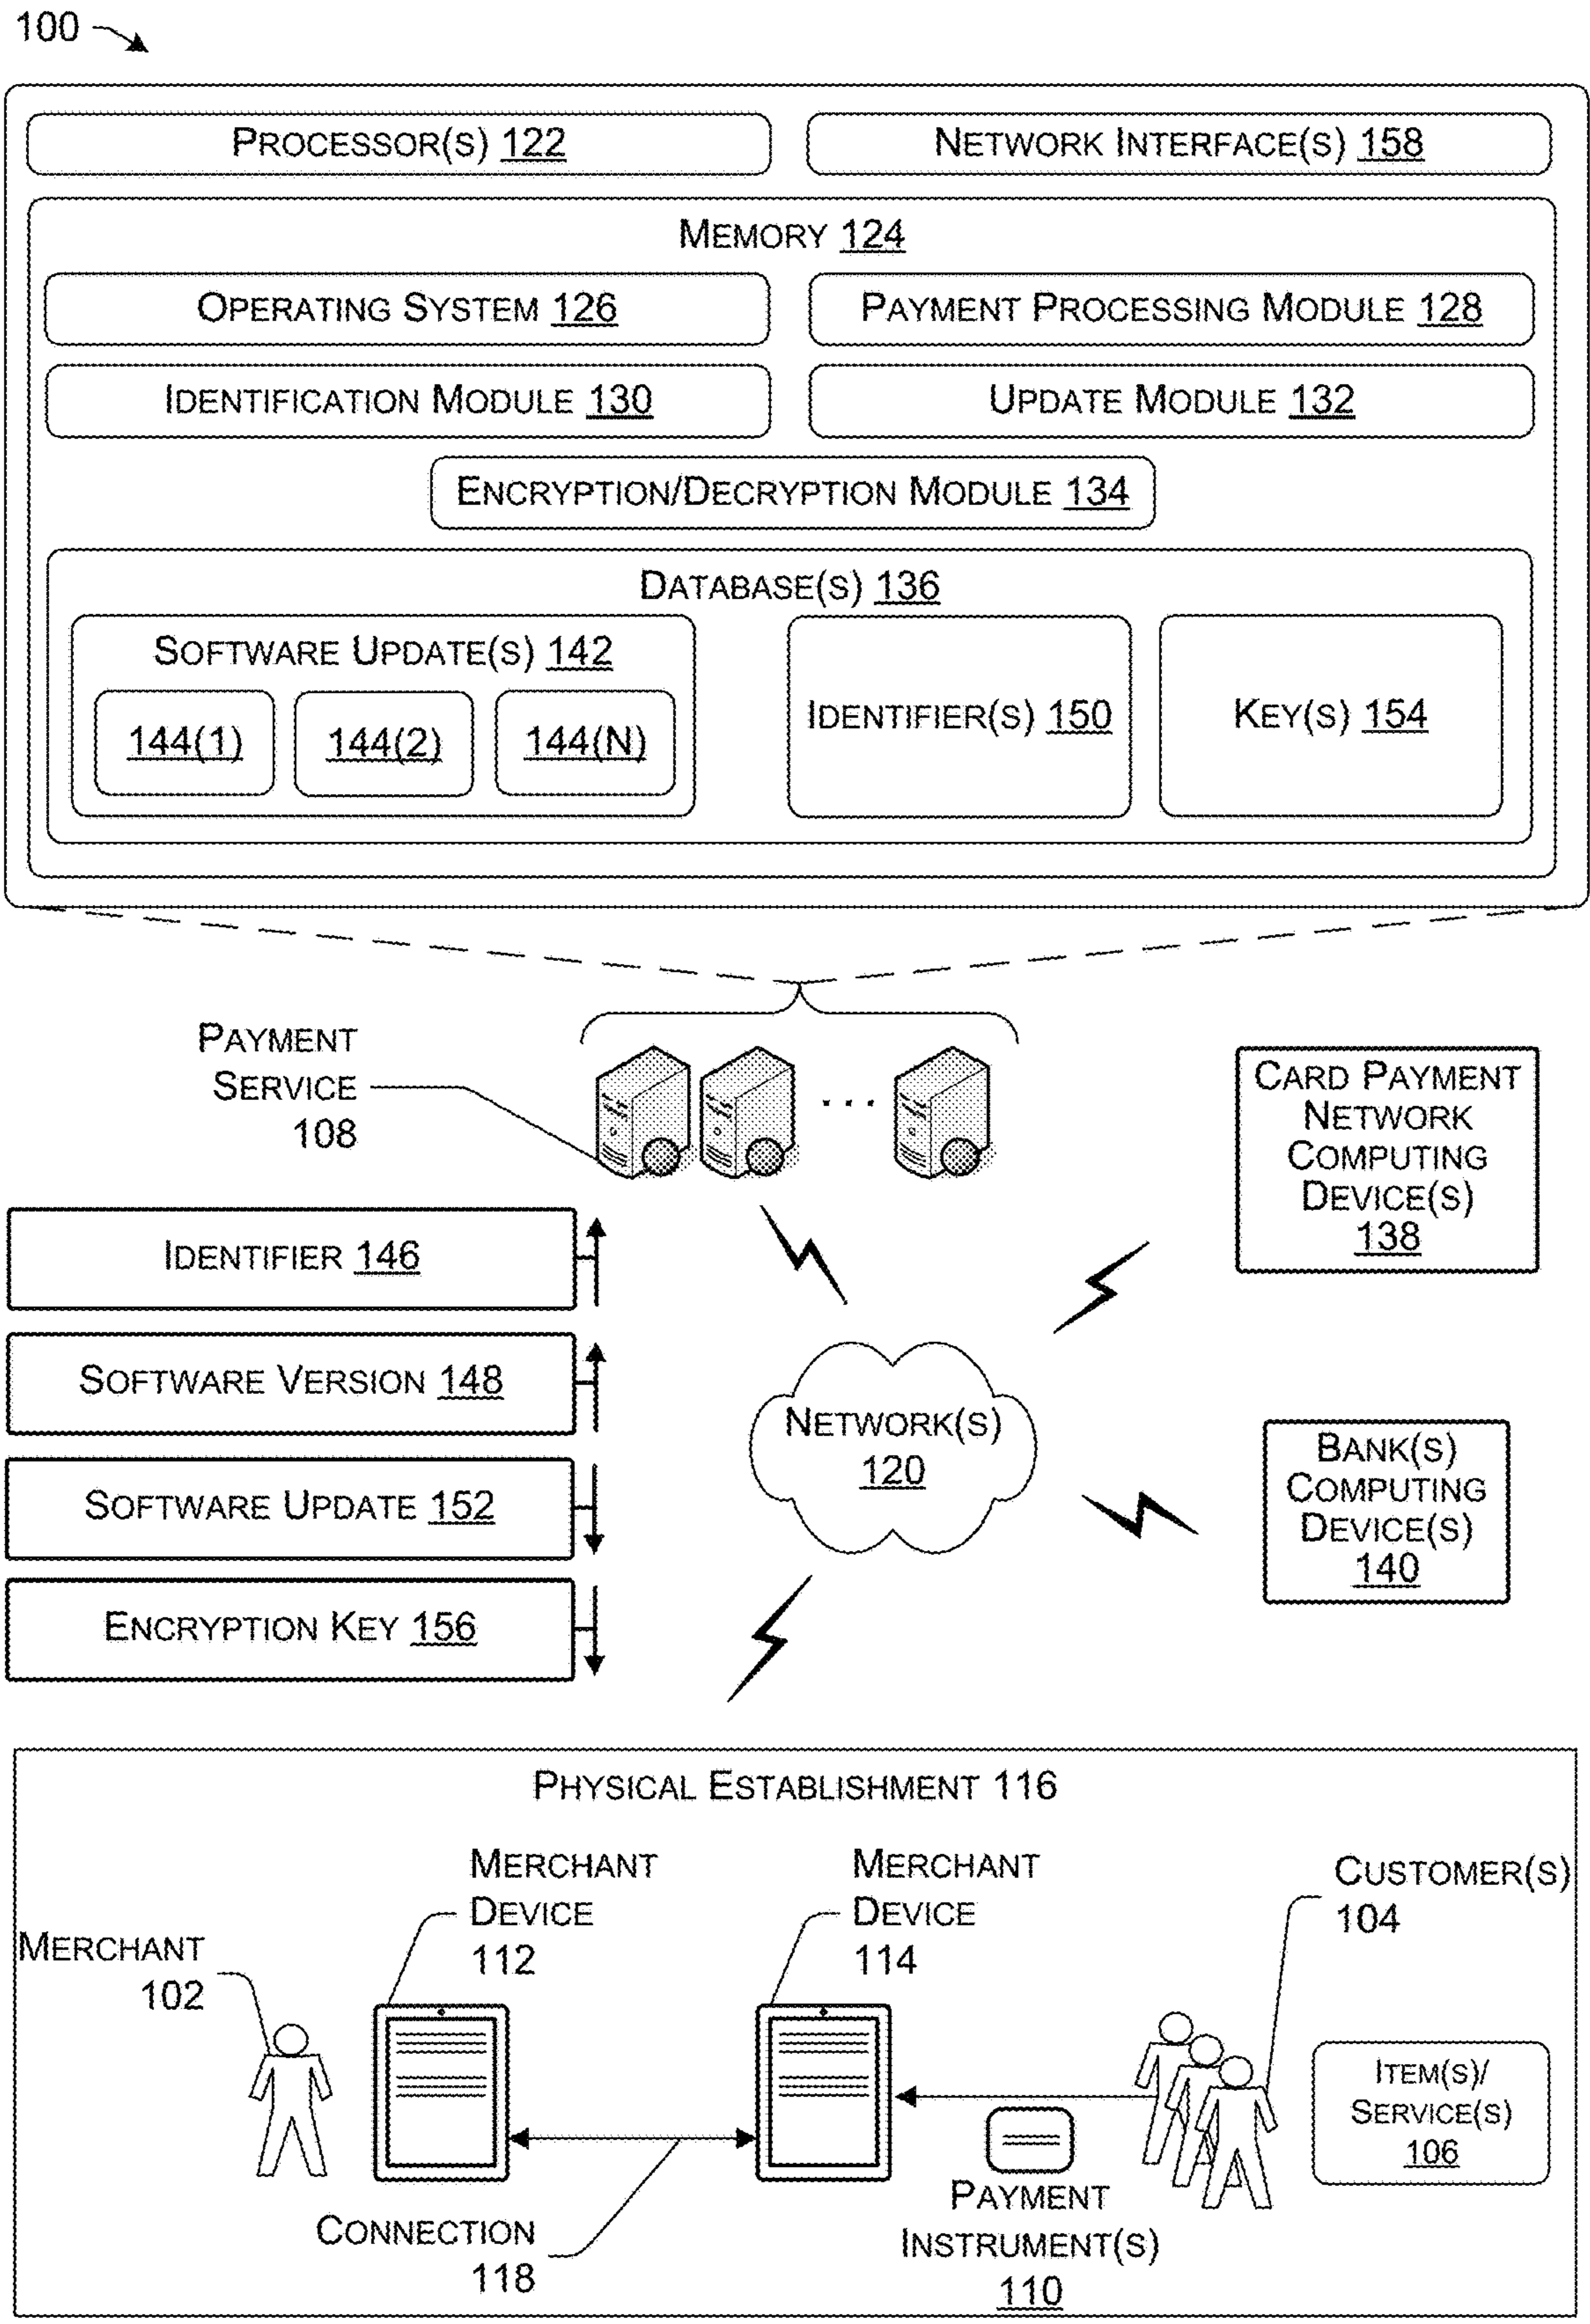 100
PROCESSOR(S) 122
NETWORK INTERFACE(S) 158
MEMORY 124
OPERATING SYSTEM 126
PAYMENT PROCESSING MODULE 128
IDENTIFICATION MODULE 130
UPDATE MODULE 132
ENCRYPTION/DECRYPTION MODULE 134
DATABASE(S) 136
SOFTWARE UPDATE(S) 142
144(1)
144(2)
144(N)
IDENTIFIER(S) 150
KEY(S) 154
PAYMENT
SERVICE
108
CARD PAYMENT
NETWORK
COMPUTING
DEVICE(S)
138
IDENTIFIER 146
SOFTWARE VERSION 148
SOFTWARE UPDATE 152
ENCRYPTION KEY 156
NETWORK(S)
120
BANK(S)
COMPUTING
DEVICE(S)
140
PHYSICAL ESTABLISHMENT 116
MERCHANT
102
MERCHANT
DEVICE
112
MERCHANT
DEVICE
114
CUSTOMER(S)
104
ITEM(S)/
SERVICE(S)
106
CONNECTION
118
PAYMENT
INSTRUMENT(S)
110